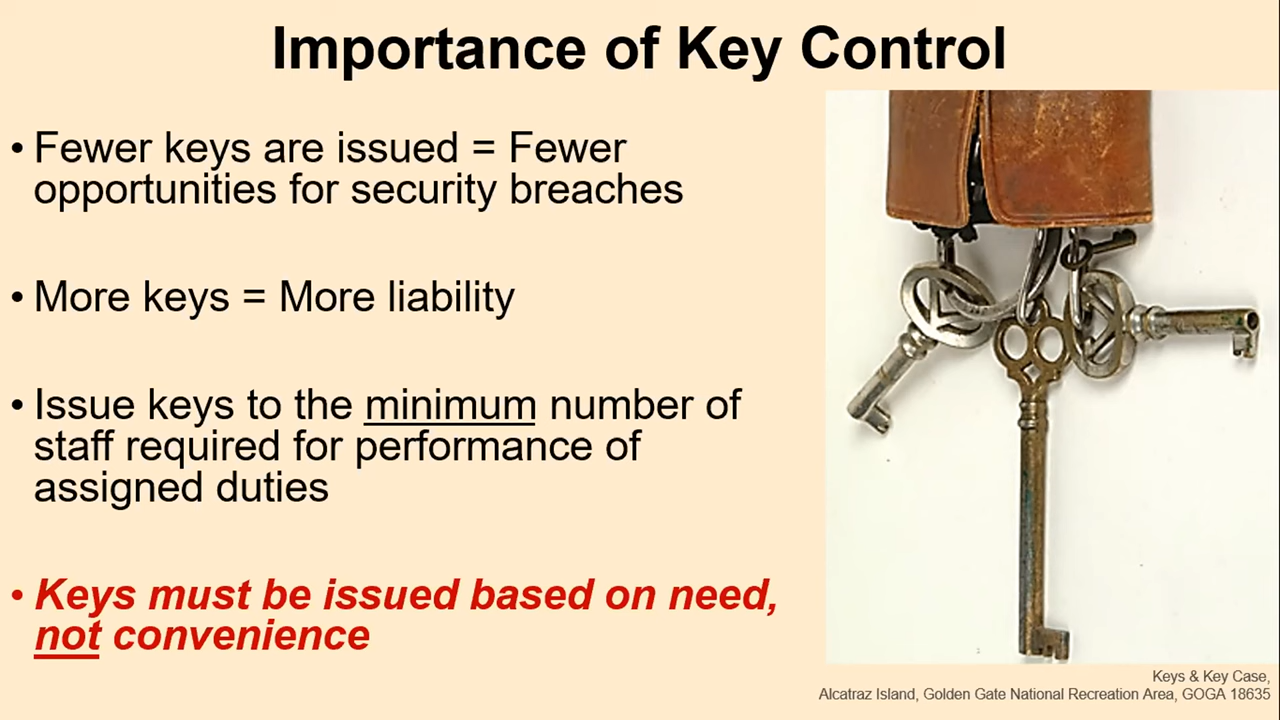 Importance of Key Control
• Fewer keys are issued = Fewer
opportunities for security breaches
• More keys = More liability
• Issue keys to the minimum number of
staff required for performance of
assigned duties
• Keys must be issued based on need,
not convenience
Keys & Key Case,
Alcatraz Island, Golden Gate National Recreation Area, GOGA 18635